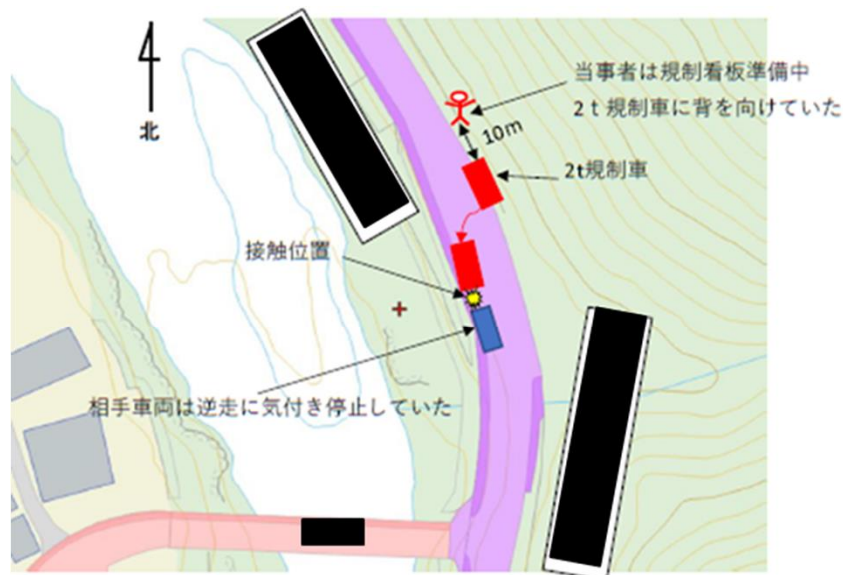 北
当事者は規制看板準備中
2t規制車に背を向けていた
10m
2t規制車
接触位置
相手車両は逆走に気付き停止していた